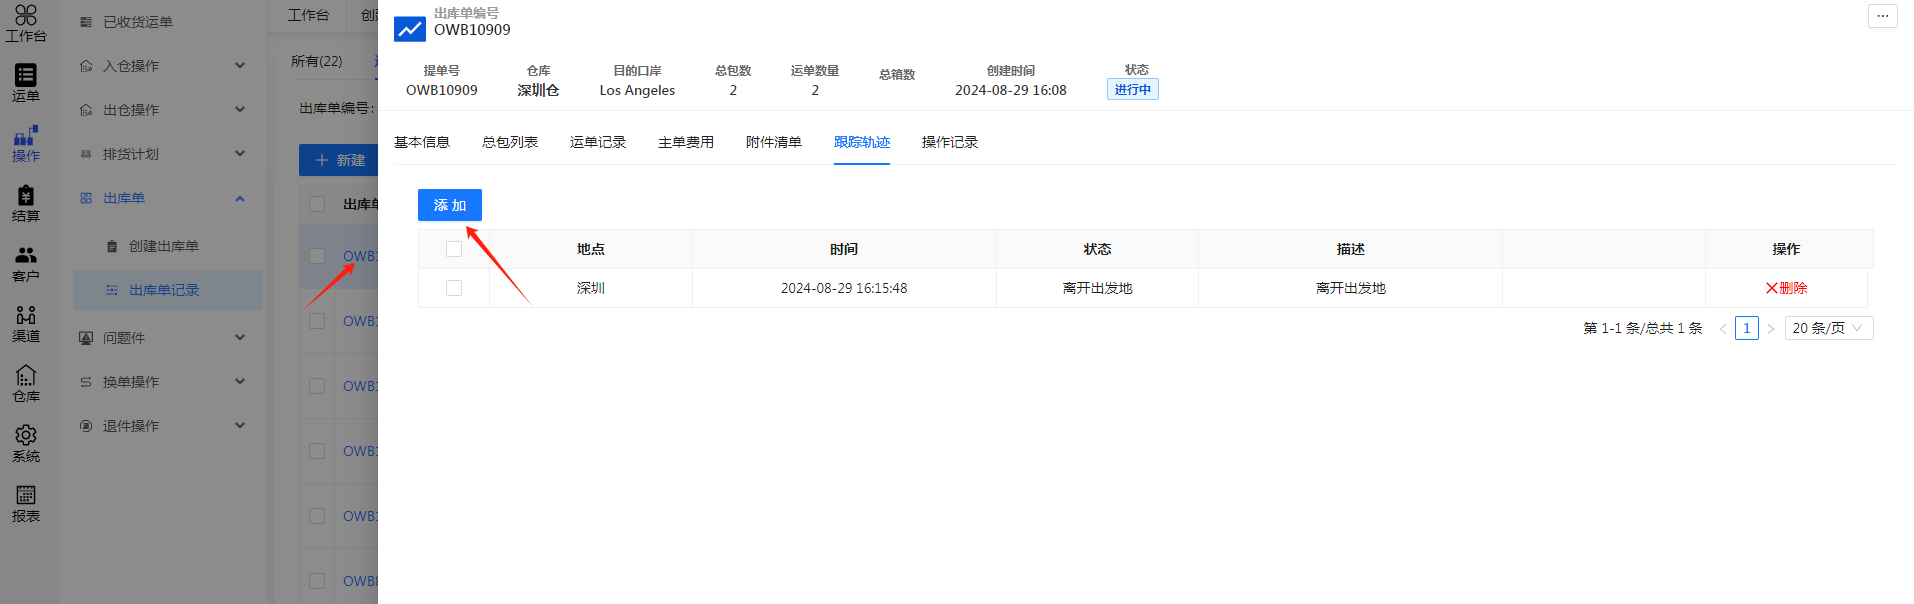 工作台
运单
操作
结算
客户
渠道
仓库
系统
报表
已收货运单
入仓操作
出仓操作
排货计划
出库单
创建出库单
出库单记录
问题件
换单操作
退件操作
工作台
所有(22)
出库单编号:
新建
出库单编号
OWB10909
...
提单号 仓库 目的口岸 总包数 运单数量 总箱数 创建时间 状态
OWB10909 深圳仓 Los Angeles 2 2 2024-08-29 16:08 进行中
基本信息 总包列表 运单记录 主单费用 附件清单 跟踪轨迹 操作记录
添 加
地点 时间 状态 描述 操作
深圳 2024-08-29 16:15:48 离开出发地 离开出发地 删除
第 1-1 条/总共 1 条 < 1 > 20 条/页